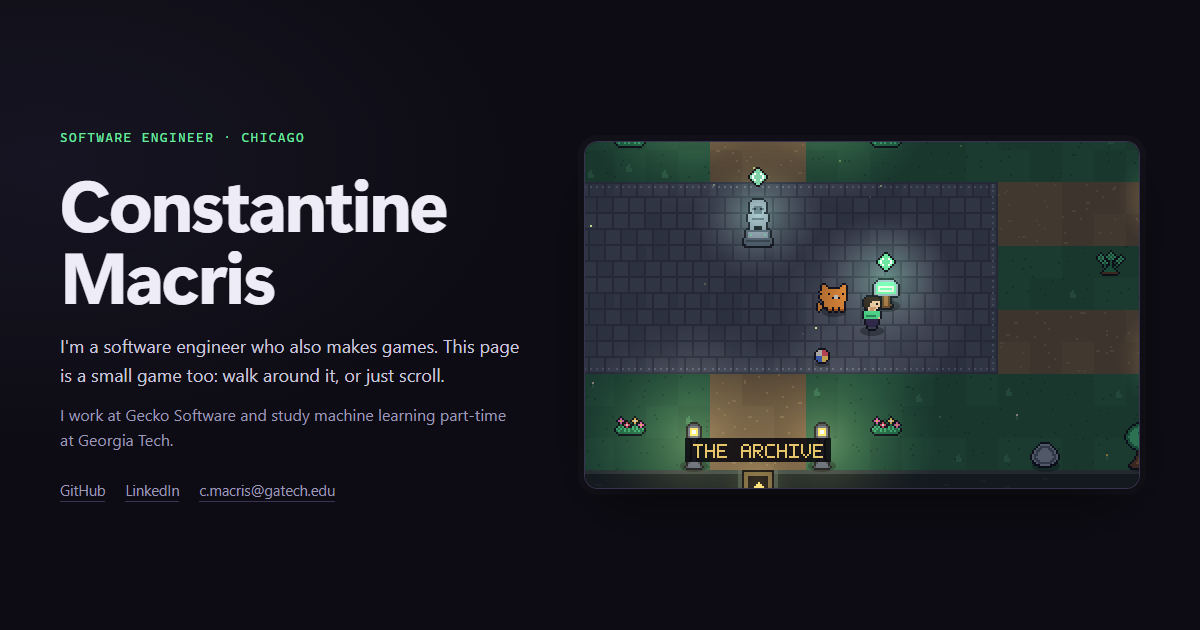 SOFTWARE ENGINEER · CHICAGO
Constantine
Macris
I'm a software engineer who also makes games. This page
is a small game too: walk around it, or just scroll.
I work at Gecko Software and study machine learning part-time
at Georgia Tech.
GitHub LinkedIn c.macris@gatech.edu
THE ARCHIVE